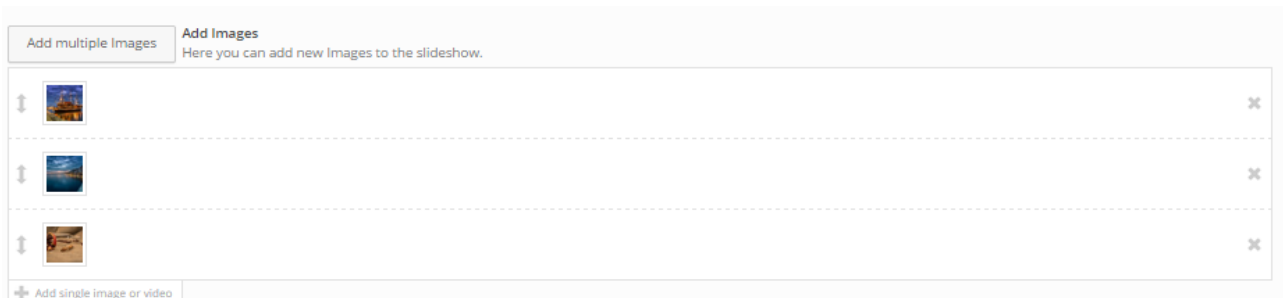 Add multiple Images
Add Images
Here you can add new Images to the slideshow.
Add single image or video